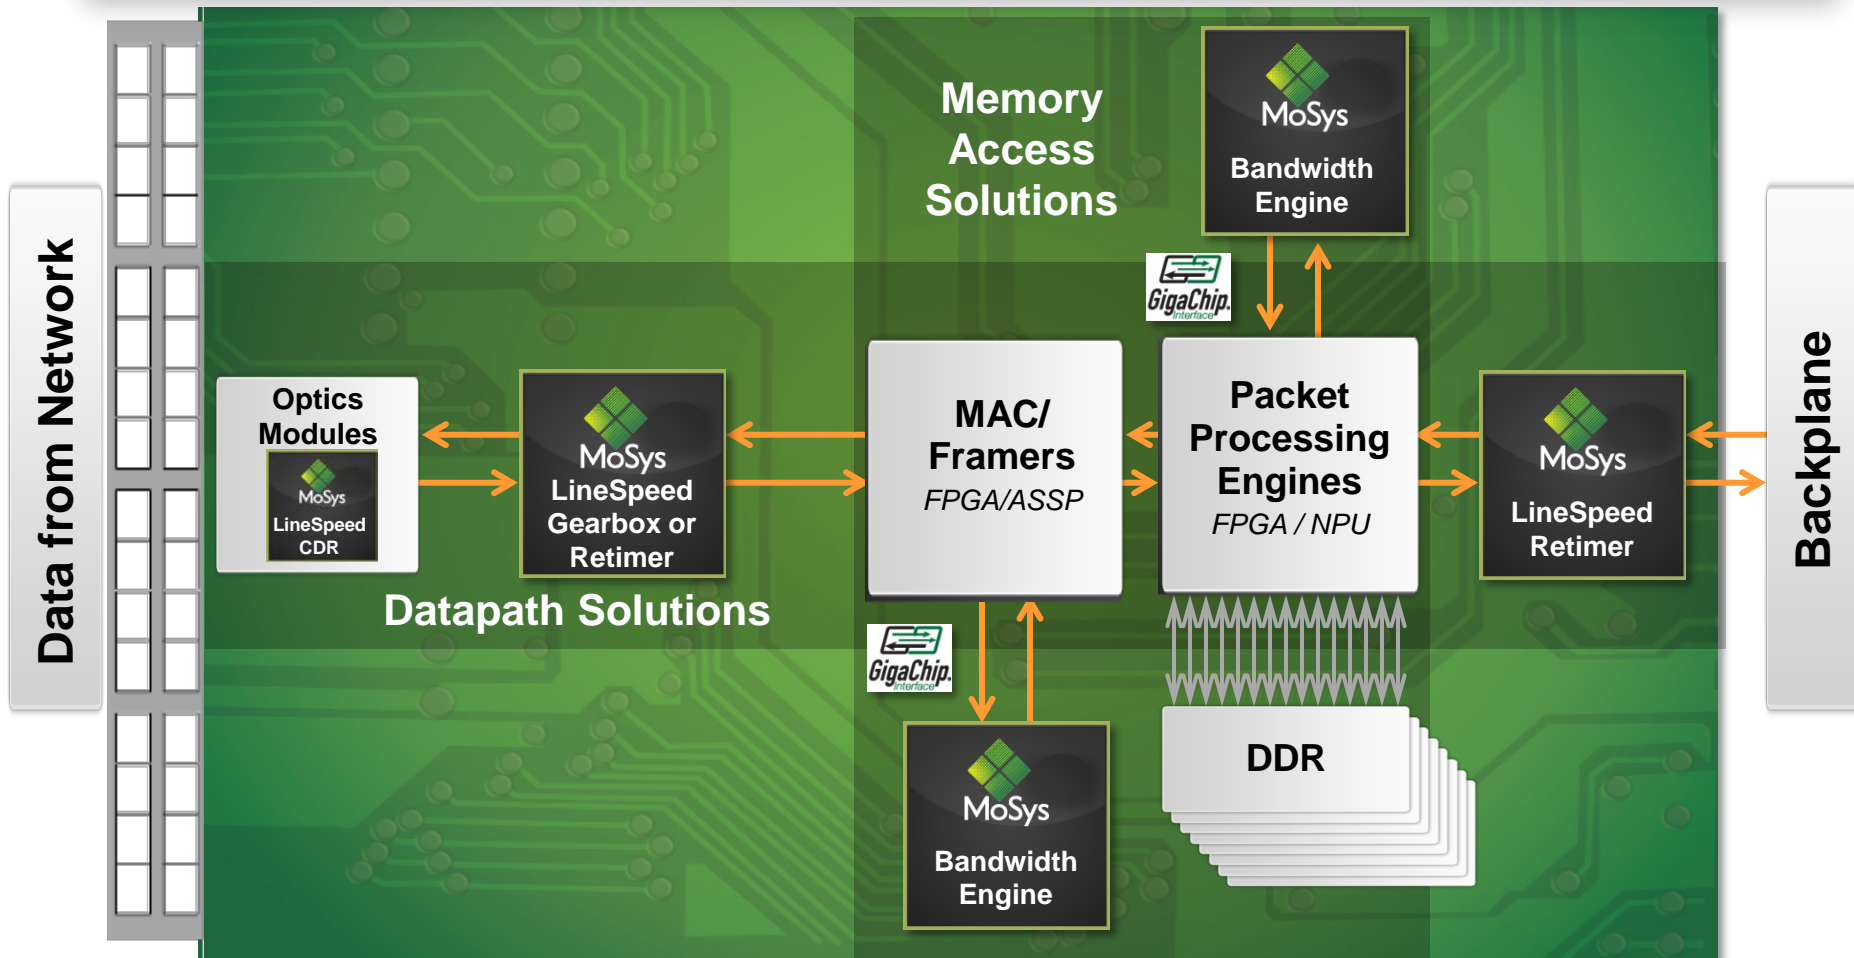 Memory
Access
Solutions
MoSys
Bandwidth
Engine
GigaChip.
Interface
Data from Network
Optics
Modules
MoSys
LineSpeed
CDR
MoSys
LineSpeed
Gearbox or
Retimer
MAC/
Framers
FPGA/ASSP
Packet
Processing
Engines
FPGA / NPU
MoSys
LineSpeed
Retimer
Backplane
Datapath Solutions
GigaChip.
Interface
MoSys
Bandwidth
Engine
DDR